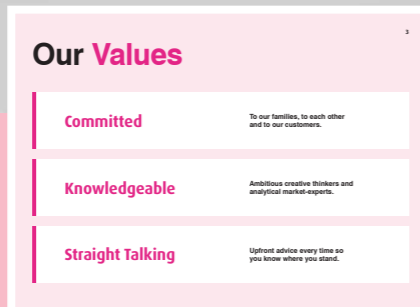 3
Our Values
Committed
To our families, to each other
and to our customers.
Knowledgeable
Ambitious creative thinkers and
analytical market-experts.
Straight Talking
Upfront advice every time so
you know where you stand.